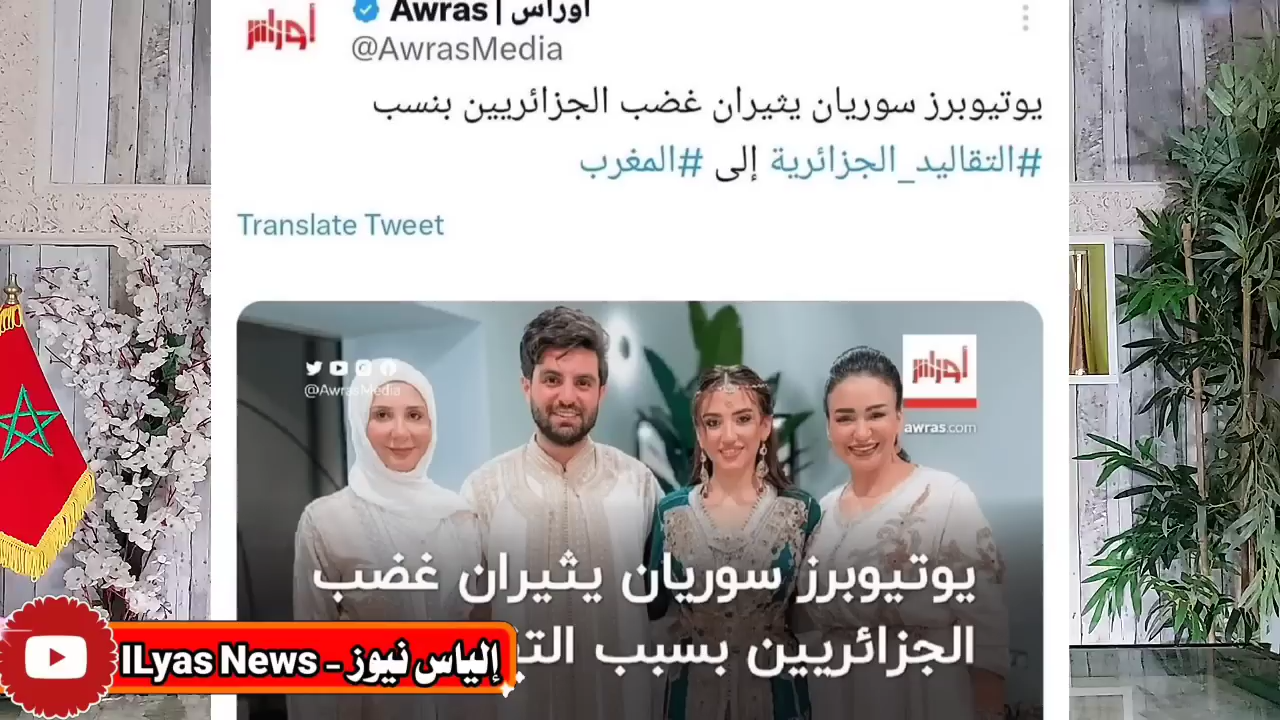 أوراس | Awras
@AwrasMedia
أوراس
يوتيوبرز سوريان يثيران غضب الجزائريين بنسب
#التقاليد_الجزائرية إلى #المغرب
Translate Tweet
@AwrasMedia
أوراس
awras.com
يوتيوبرز سوريان يثيران غضب
الجزائريين بسبب
ILyas News - إلياس نيوز